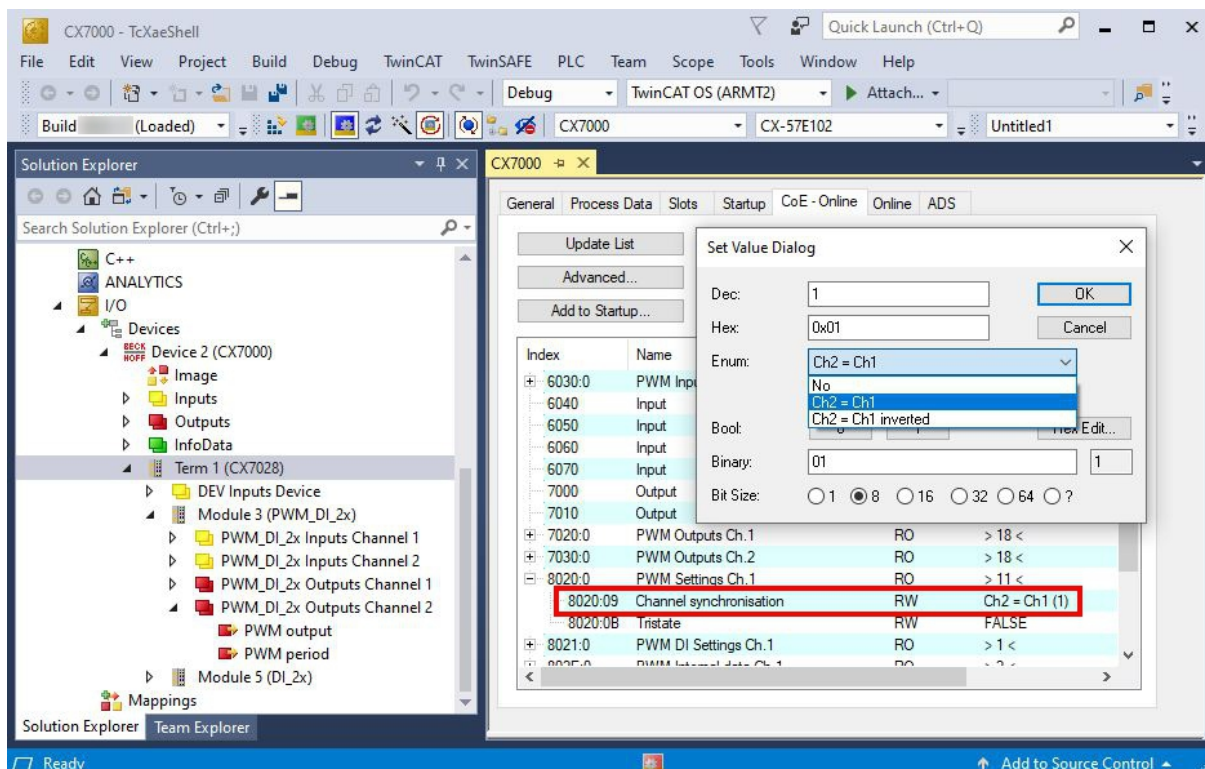 CX7000 - TcXaeShell
Quick Launch (Ctrl+Q)
File Edit View Project Build Debug TwinCAT TwinSAFE PLC Team Scope Tools Window Help
Debug TwinCAT OS (ARMT2) Attach...
Build (Loaded) CX7000 CX-57E102 Untitled1
Solution Explorer
Search Solution Explorer (Ctrl+;)
C++
ANALYTICS
I/O
Devices
BECK
HOFF
Device 2 (CX7000)
Image
Inputs
Outputs
InfoData
Term 1 (CX7028)
DEV Inputs Device
Module 3 (PWM_DI_2x)
PWM_DI_2x Inputs Channel 1
PWM_DI_2x Inputs Channel 2
PWM_DI_2x Outputs Channel 1
PWM_DI_2x Outputs Channel 2
PWM output
PWM period
Module 5 (DI_2x)
Mappings
Solution Explorer Team Explorer
CX7000
General Process Data Slots Startup CoE - Online Online ADS
Update List
Advanced...
Add to Startup...
Index Name
6030:0 PWM Inp
6040 Input
6050 Input
6060 Input
6070 Input
7000 Output
7010 Output
7020:0 PWM Outputs Ch.1 RO > 18 <
7030:0 PWM Outputs Ch.2 RO > 18 <
8020:0 PWM Settings Ch.1 RO > 11 <
8020:09 Channel synchronisation RW Ch2 = Ch1 (1)
8020:0B Tristate RW FALSE
8021:0 PWM DI Settings Ch.1 RO > 1 <
Set Value Dialog
Dec: 1 OK
Hex: 0x01 Cancel
Enum: Ch2 = Ch1
No
Ch2 = Ch1
Ch2 = Ch1 inverted
Bool: Hex Edit...
Binary: 01 1
Bit Size: 1 8 16 32 64 ?
Ready Add to Source Control